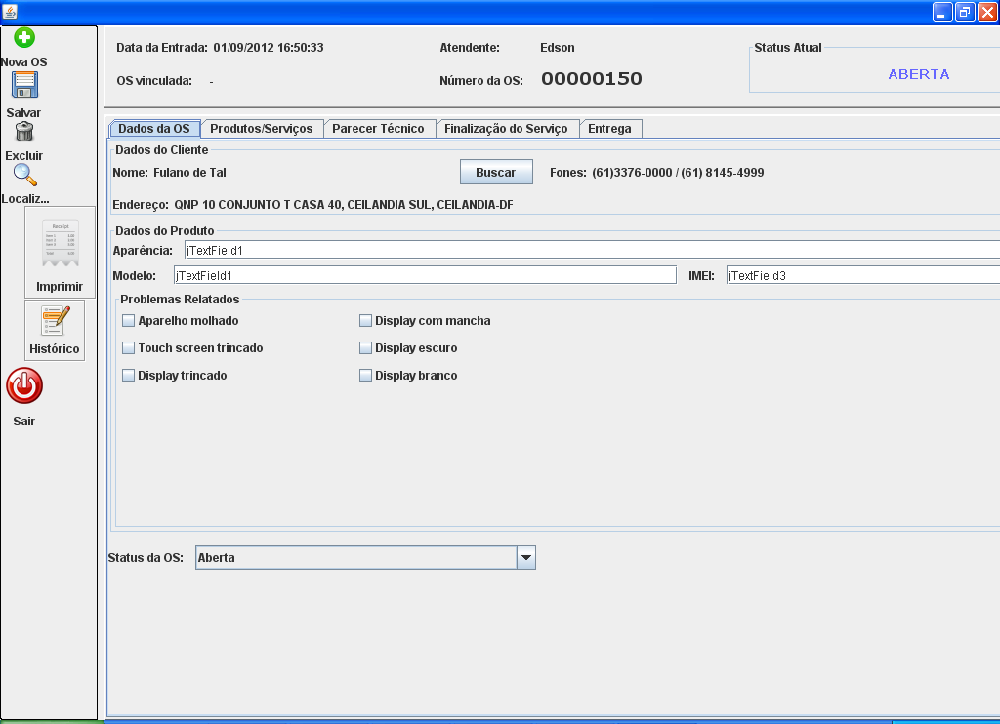 Nova OS
Salvar
Excluir
Localiz...
Receipt
Imprimir
Histórico
Sair
Data da Entrada: 01/09/2012 16:50:33 Atendente: Edson
OS vinculada: - Número da OS: 00000150
Status Atual
ABERTA
Dados da OS Produtos/Serviços Parecer Técnico Finalização do Serviço Entrega
Dados do Cliente
Nome: Fulano de Tal Buscar Fones: (61)3376-0000 / (61) 8145-4999
Endereço: QNP 10 CONJUNTO T CASA 40, CEILANDIA SUL, CEILANDIA-DF
Dados do Produto
Aparência: jTextField1
Modelo: jTextField1 IMEI: jTextField3
Problemas Relatados
Aparelho molhado Display com mancha
Touch screen trincado Display escuro
Display trincado Display branco
Status da OS: Aberta